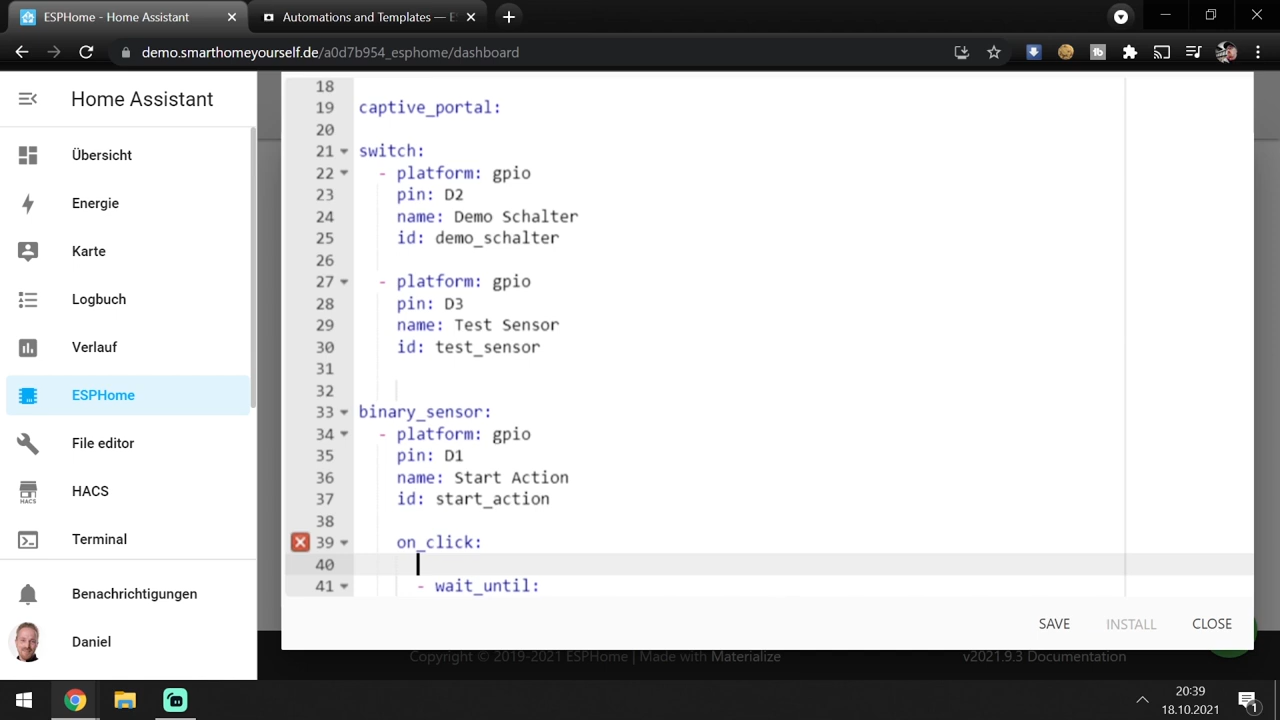 ESPHome - Home Assistant
Automations and Templates — ES
demo.smarthomeyourself.de/a0d7b954_esphome/dashboard
Home Assistant
Übersicht
Energie
Karte
Logbuch
Verlauf
ESPHome
File editor
HACS
HACS
Terminal
Benachrichtigungen
Daniel
18
19 captive_portal:
20
21 switch:
22 - platform: gpio
23 pin: D2
24 name: Demo Schalter
25 id: demo_schalter
26
27 - platform: gpio
28 pin: D3
29 name: Test Sensor
30 id: test_sensor
31
32
33 binary_sensor:
34 - platform: gpio
35 pin: D1
36 name: Start Action
37 id: start_action
38
39 on_click:
40
41 - wait_until:
SAVE INSTALL CLOSE
Copyright © 2019-2021 ESPHome | Made with Materialize
v2021.9.3 Documentation
20:39
18.10.2021
1